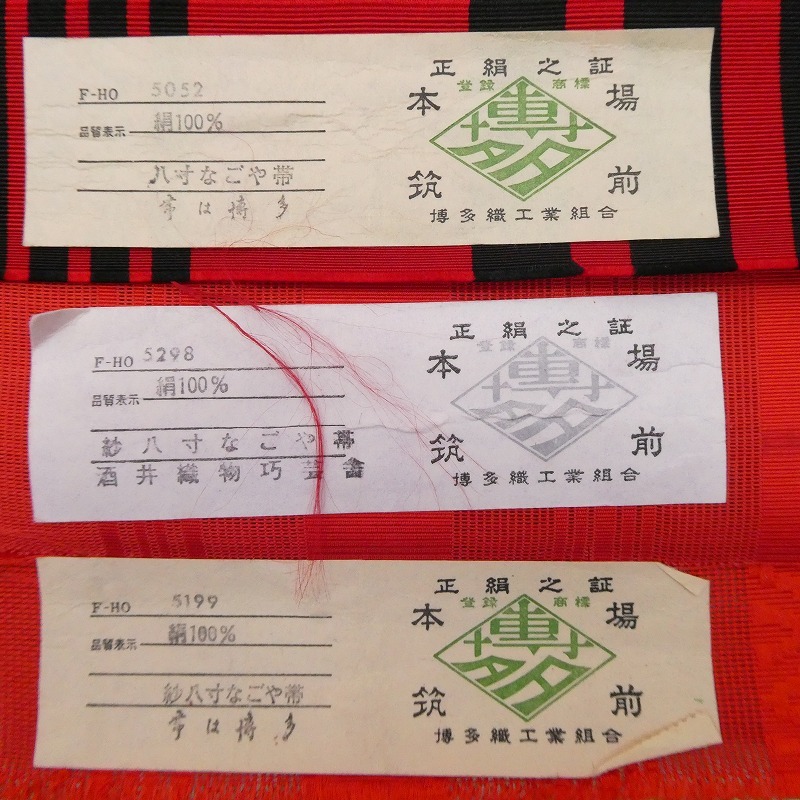 F-HO 5052
品質表示 絹100%
八寸なごや帯
帯は博多
正絹之証
登録 商標
本 場
博多
筑 前
博多織工業組合
F-HO 5298
品質表示 絹100%
紗八寸なごや帯
酒井織物巧芸舎
正絹之証
登録 商標
本 場
博多
筑 前
博多織工業組合
F-HO 5199
品質表示 絹100%
紗八寸なごや帯
帯は博多
正絹之証
登録 商標
本 場
博多
筑 前
博多織工業組合